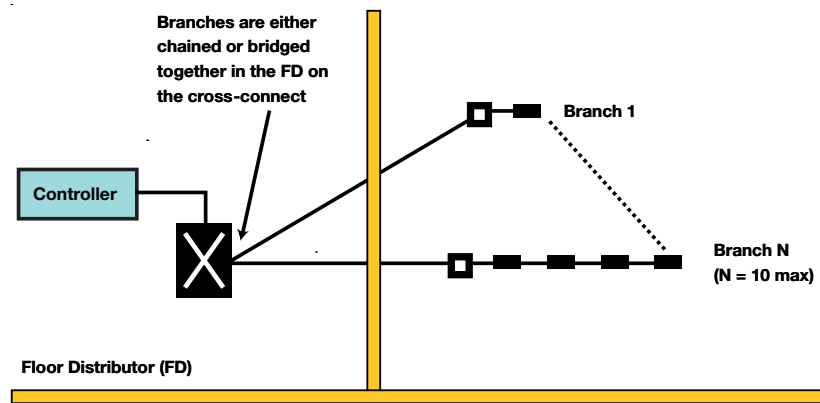 Branches are either
chained or bridged
together in the FD on
the cross-connect
Branch 1
Controller
Branch N
(N = 10 max)
Floor Distributor (FD)